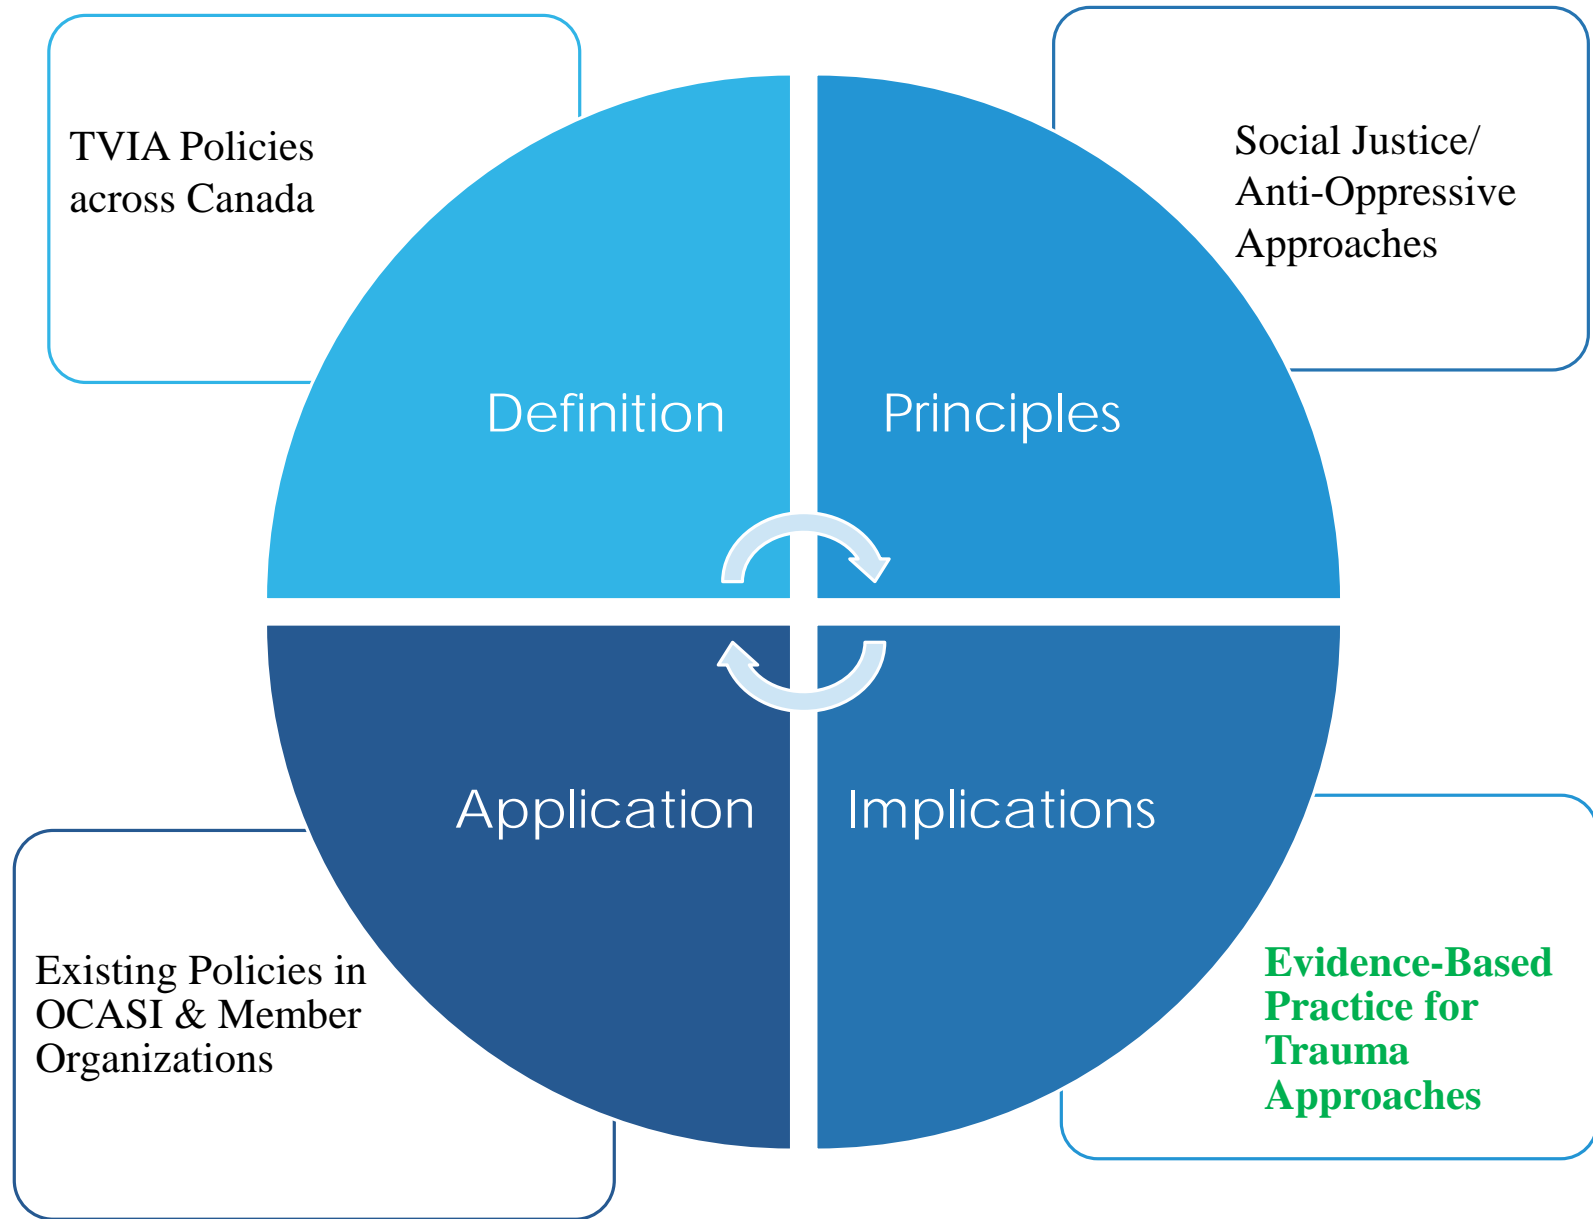 TVIA Policies
across Canada
Social Justice/
Anti-Oppressive
Approaches
Definition
Principles
Application
Implications
Existing Policies in
OCASI & Member
Organizations
Evidence-Based
Practice for
Trauma
Approaches